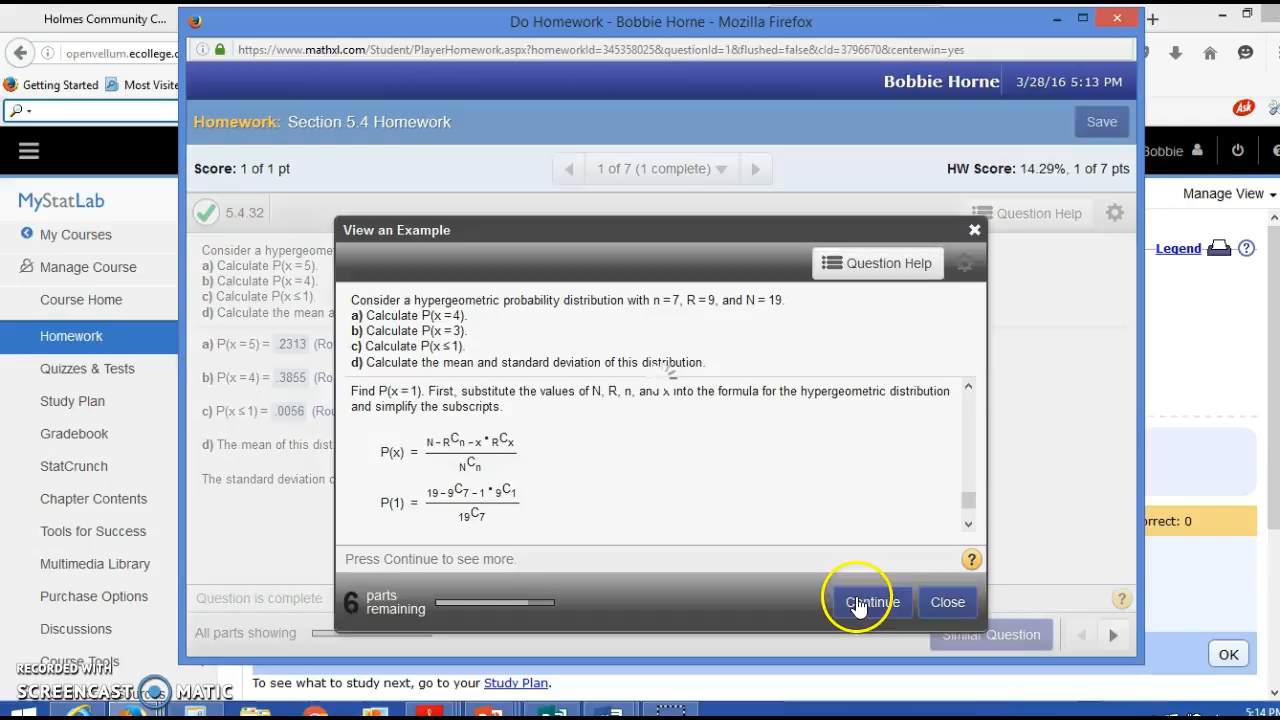 Holmes Community C...
Do Homework - Bobbie Horne - Mozilla Firefox
openvellum.ecollege.c
https://www.mathxl.com/Student/PlayerHomework.aspx?homeworkId=345358025&questionId=1&flushed=false&cId=3796670&centerwin=yes
Getting Started
Most Visite
Bobbie Horne
3/28/16 5:13 PM
Ask
Homework: Section 5.4 Homework
Save
Bobbie
Score: 1 of 1 pt
1 of 7 (1 complete)
HW Score: 14.29%, 1 of 7 pts
MyStatLab
Manage View
5.4.32
Question Help
My Courses
Manage Course
Course Home
Homework
Quizzes & Tests
Study Plan
Gradebook
StatCrunch
Chapter Contents
Tools for Success
Multimedia Library
Purchase Options
Discussions
Course Tools
Legend
Consider a hypergeome
a) Calculate P(x = 5).
b) Calculate P(x = 4).
c) Calculate P(x ≤ 1).
d) Calculate the mean a
a) P(x = 5) = .2313 (Ro
b) P(x = 4) = .3855 (Ro
c) P(x ≤ 1) = .0056 (Ro
d) The mean of this dist
The standard deviation o
View an Example
Question Help
Consider a hypergeometric probability distribution with n = 7, R = 9, and N = 19.
a) Calculate P(x = 4).
b) Calculate P(x = 3).
c) Calculate P(x ≤ 1).
d) Calculate the mean and standard deviation of this distribution.
Find P(x = 1). First, substitute the values of N, R, n, and x into the formula for the hypergeometric distribution
and simplify the subscripts.
P(x) = N-RCn-x • RCx / NCn
P(1) = 19-9C7-1 • 9C1 / 19C7
Press Continue to see more.
6 parts
remaining
Continue
Close
Question is complete.
All parts showing
Similar Question
orrect: 0
OK
To see what to study next, go to your Study Plan.
RECORDED WITH
SCREENCAST MATIC
5:14 PM